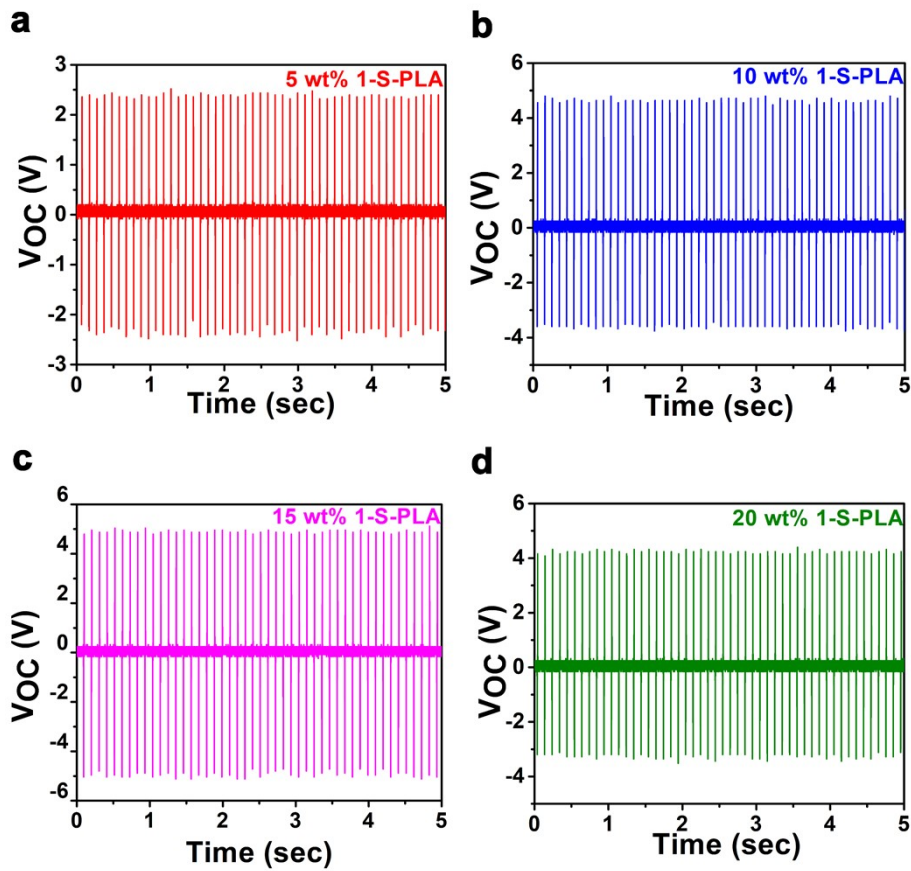 a
5 wt% 1-S-PLA
3
2
1
0
-1
-2
-3
VOC (V)
0 1 2 3 4 5
Time (sec)
b
10 wt% 1-S-PLA
6
4
2
0
-2
-4
VOC (V)
0 1 2 3 4 5
Time (sec)
c
15 wt% 1-S-PLA
6
4
2
0
-2
-4
-6
VOC (V)
0 1 2 3 4 5
Time (sec)
d
20 wt% 1-S-PLA
6
4
2
0
-2
-4
VOC (V)
0 1 2 3 4 5
Time (sec)